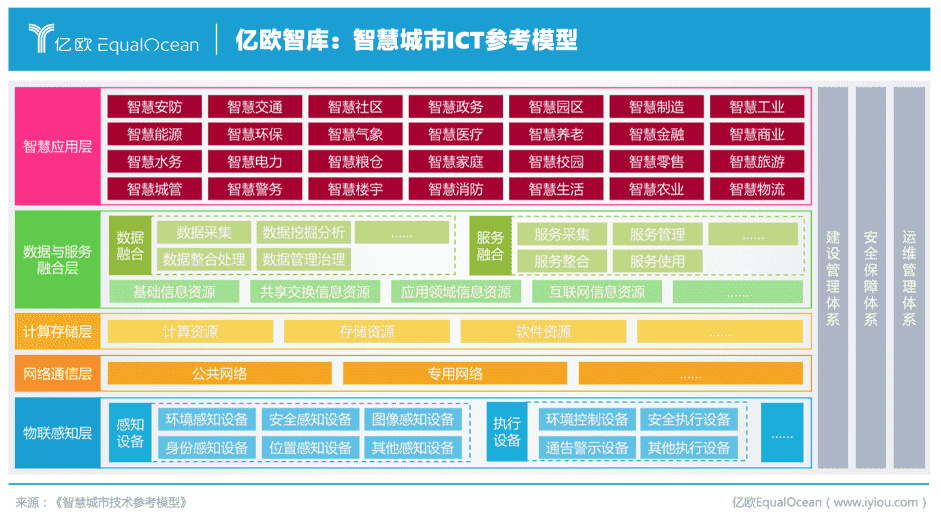 亿欧 EqualOcean
亿欧智库：智慧城市ICT参考模型
智慧应用层
智慧安防 智慧交通 智慧社区 智慧政务 智慧园区 智慧制造 智慧工业
智慧能源 智慧环保 智慧气象 智慧医疗 智慧养老 智慧金融 智慧商业
智慧水务 智慧电力 智慧粮仓 智慧家庭 智慧校园 智慧零售 智慧旅游
智慧城管 智慧警务 智慧楼宇 智慧消防 智慧生活 智慧农业 智慧物流
数据与服务
融合层
数据
融合
数据采集 数据挖掘分析 ......
数据整合处理 数据管理治理
服务
融合
服务采集 服务管理 ......
服务整合 服务使用
基础信息资源 共享交换信息资源 应用领域信息资源 互联网信息资源 ......
计算存储层
计算资源 存储资源 软件资源 ......
网络通信层
公共网络 专用网络 ......
物联感知层
感知
设备
环境感知设备 安全感知设备 图像感知设备
身份感知设备 位置感知设备 其他感知设备
执行
设备
环境控制设备 安全执行设备
通告警示设备 其他执行设备
......
建设管理体系
安全保障体系
运维管理体系
来源：《智慧城市技术参考模型》
亿欧EqualOcean（www.iyiou.com）